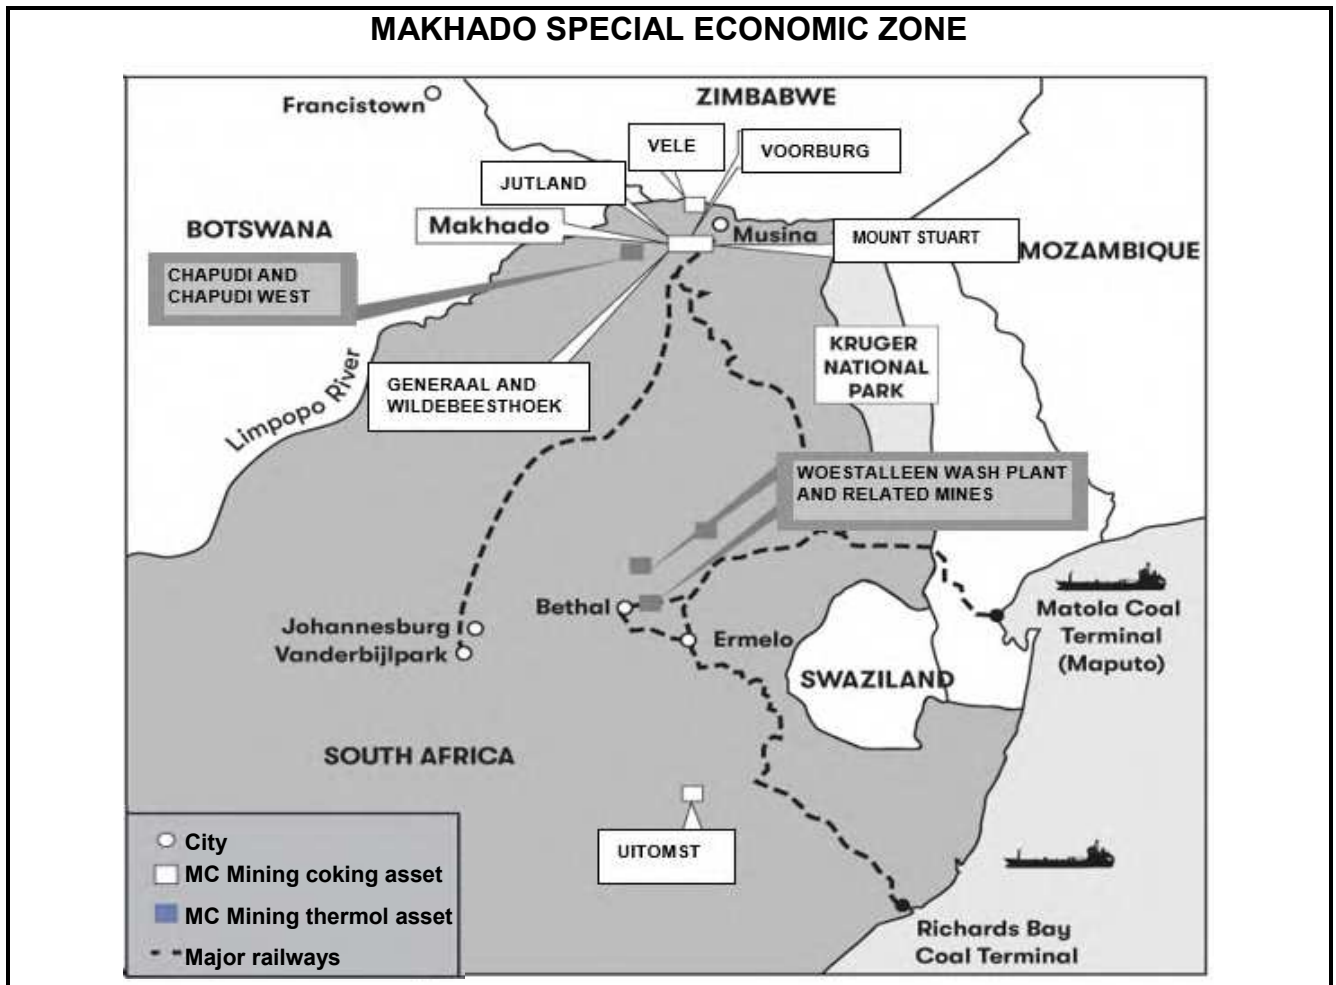 MAKHADO SPECIAL ECONOMIC ZONE
Francistown
ZIMBABWE
VELE
VOORBURG
JUTLAND
BOTSWANA
Makhado
Musina
MOUNT STUART
MOZAMBIQUE
CHAPUDI AND
CHAPUDI WEST
KRUGER
NATIONAL
PARK
Limpopo River
GENERAAL AND
WILDEBEESTHOEK
WOESTALLEEN WASH PLANT
AND RELATED MINES
Bethal
Johannesburg
Vanderbijlpark
Ermelo
Matola Coal
Terminal
(Maputo)
SWAZILAND
SOUTH AFRICA
UITOMST
City
MC Mining coking asset
MC Mining thermol asset
Major railways
Richards Bay
Coal Terminal